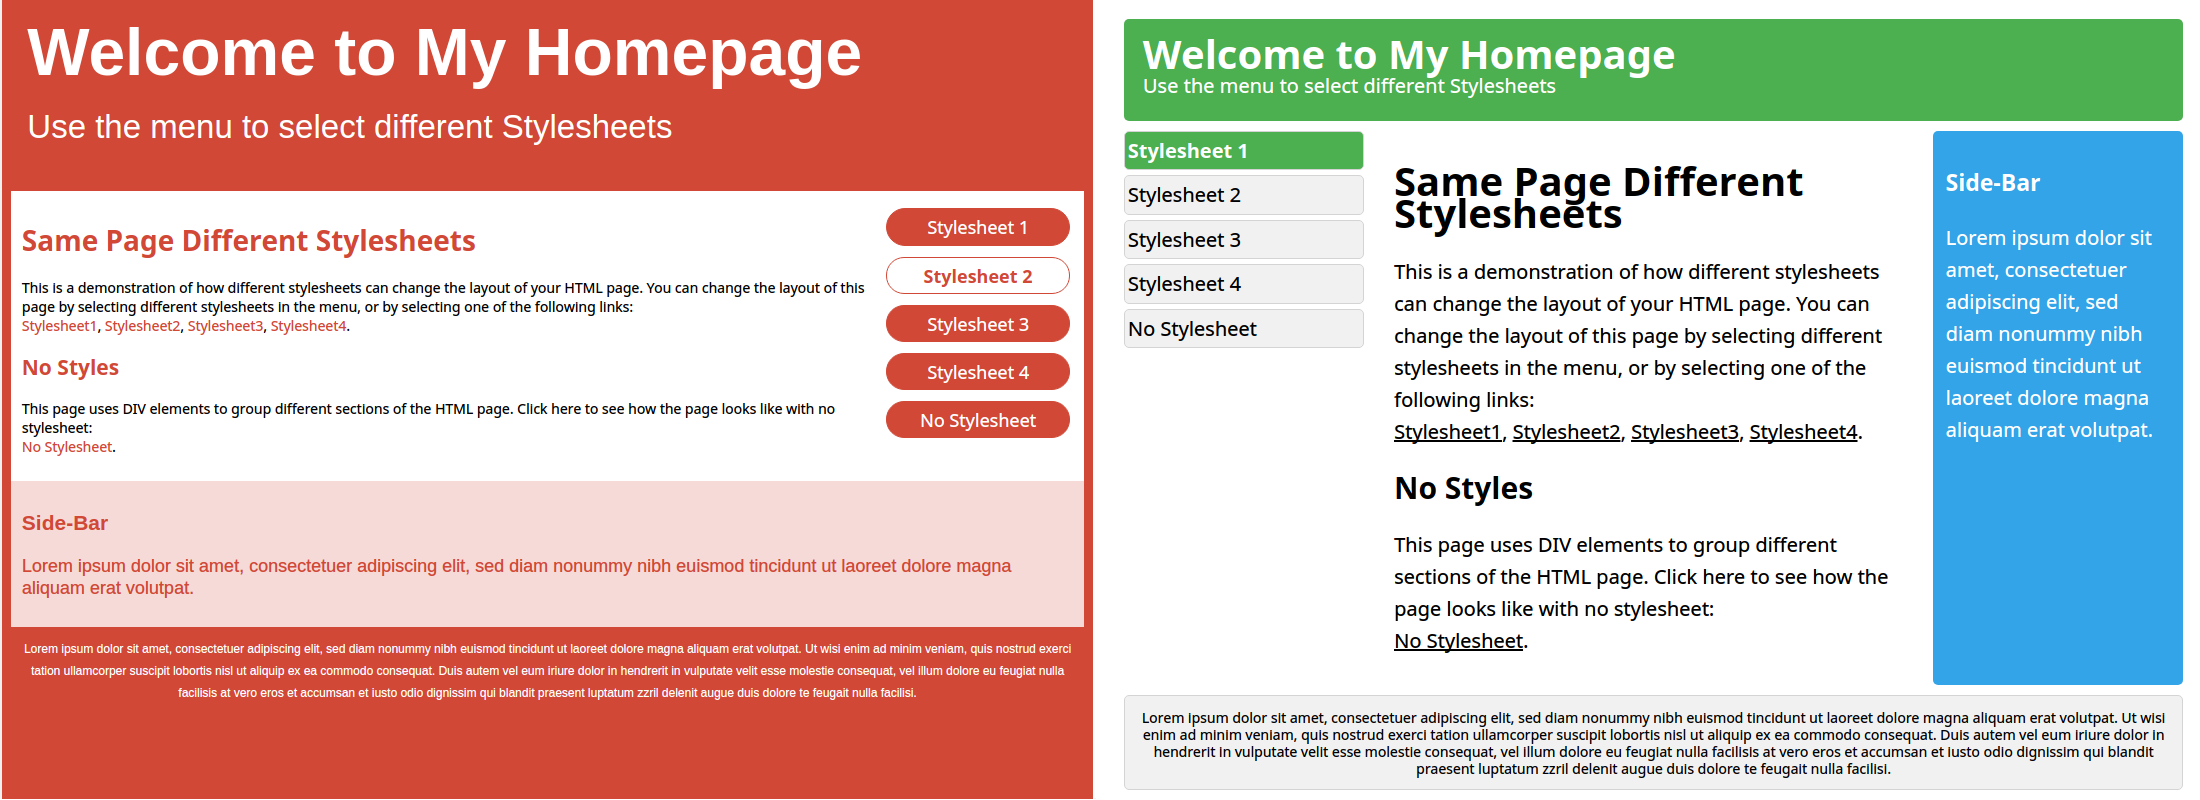 Welcome to My Homepage
Use the menu to select different Stylesheets
Same Page Different Stylesheets
This is a demonstration of how different stylesheets can change the layout of your HTML page. You can change the layout of this
page by selecting different stylesheets in the menu, or by selecting one of the following links:
Stylesheet1, Stylesheet2, Stylesheet3, Stylesheet4.
No Styles
This page uses DIV elements to group different sections of the HTML page. Click here to see how the page looks like with no
stylesheet:
No Stylesheet.
Stylesheet 1
Stylesheet 2
Stylesheet 3
Stylesheet 4
No Stylesheet
Side-Bar
Lorem ipsum dolor sit amet, consectetuer adipiscing elit, sed diam nonummy nibh euismod tincidunt ut laoreet dolore magna
aliquam erat volutpat.
Lorem ipsum dolor sit amet, consectetuer adipiscing elit, sed diam nonummy nibh euismod tincidunt ut laoreet dolore magna aliquam erat volutpat. Ut wisi enim ad minim veniam, quis nostrud exerci
tation ullamcorper suscipit lobortis nisl ut aliquip ex ea commodo consequat. Duis autem vel eum iriure dolor in hendrerit in vulputate velit esse molestie consequat, vel illum dolore eu feugiat nulla
facilisis at vero eros et accumsan et iusto odio dignissim qui blandit praesent luptatum zzril delenit augue duis dolore te feugait nulla facilisi.
Welcome to My Homepage
Use the menu to select different Stylesheets
Stylesheet 1
Stylesheet 2
Stylesheet 3
Stylesheet 4
No Stylesheet
Same Page Different
Stylesheets
This is a demonstration of how different stylesheets
can change the layout of your HTML page. You can
change the layout of this page by selecting different
stylesheets in the menu, or by selecting one of the
following links:
Stylesheet1, Stylesheet2, Stylesheet3, Stylesheet4.
No Styles
This page uses DIV elements to group different
sections of the HTML page. Click here to see how the
page looks like with no stylesheet:
No Stylesheet.
Side-Bar
Lorem ipsum dolor sit
amet, consectetuer
adipiscing elit, sed
diam nonummy nibh
euismod tincidunt ut
laoreet dolore magna
aliquam erat volutpat.
Lorem ipsum dolor sit amet, consectetuer adipiscing elit, sed diam nonummy nibh euismod tincidunt ut laoreet dolore magna aliquam erat volutpat. Ut wisi
enim ad minim veniam, quis nostrud exerci tation ullamcorper suscipit lobortis nisl ut aliquip ex ea commodo consequat. Duis autem vel eum iriure dolor in
hendrerit in vulputate velit esse molestie consequat, vel illum dolore eu feugiat nulla facilisis at vero eros et accumsan et iusto odio dignissim qui blandit
praesent luptatum zzril delenit augue duis dolore te feugait nulla facilisi.